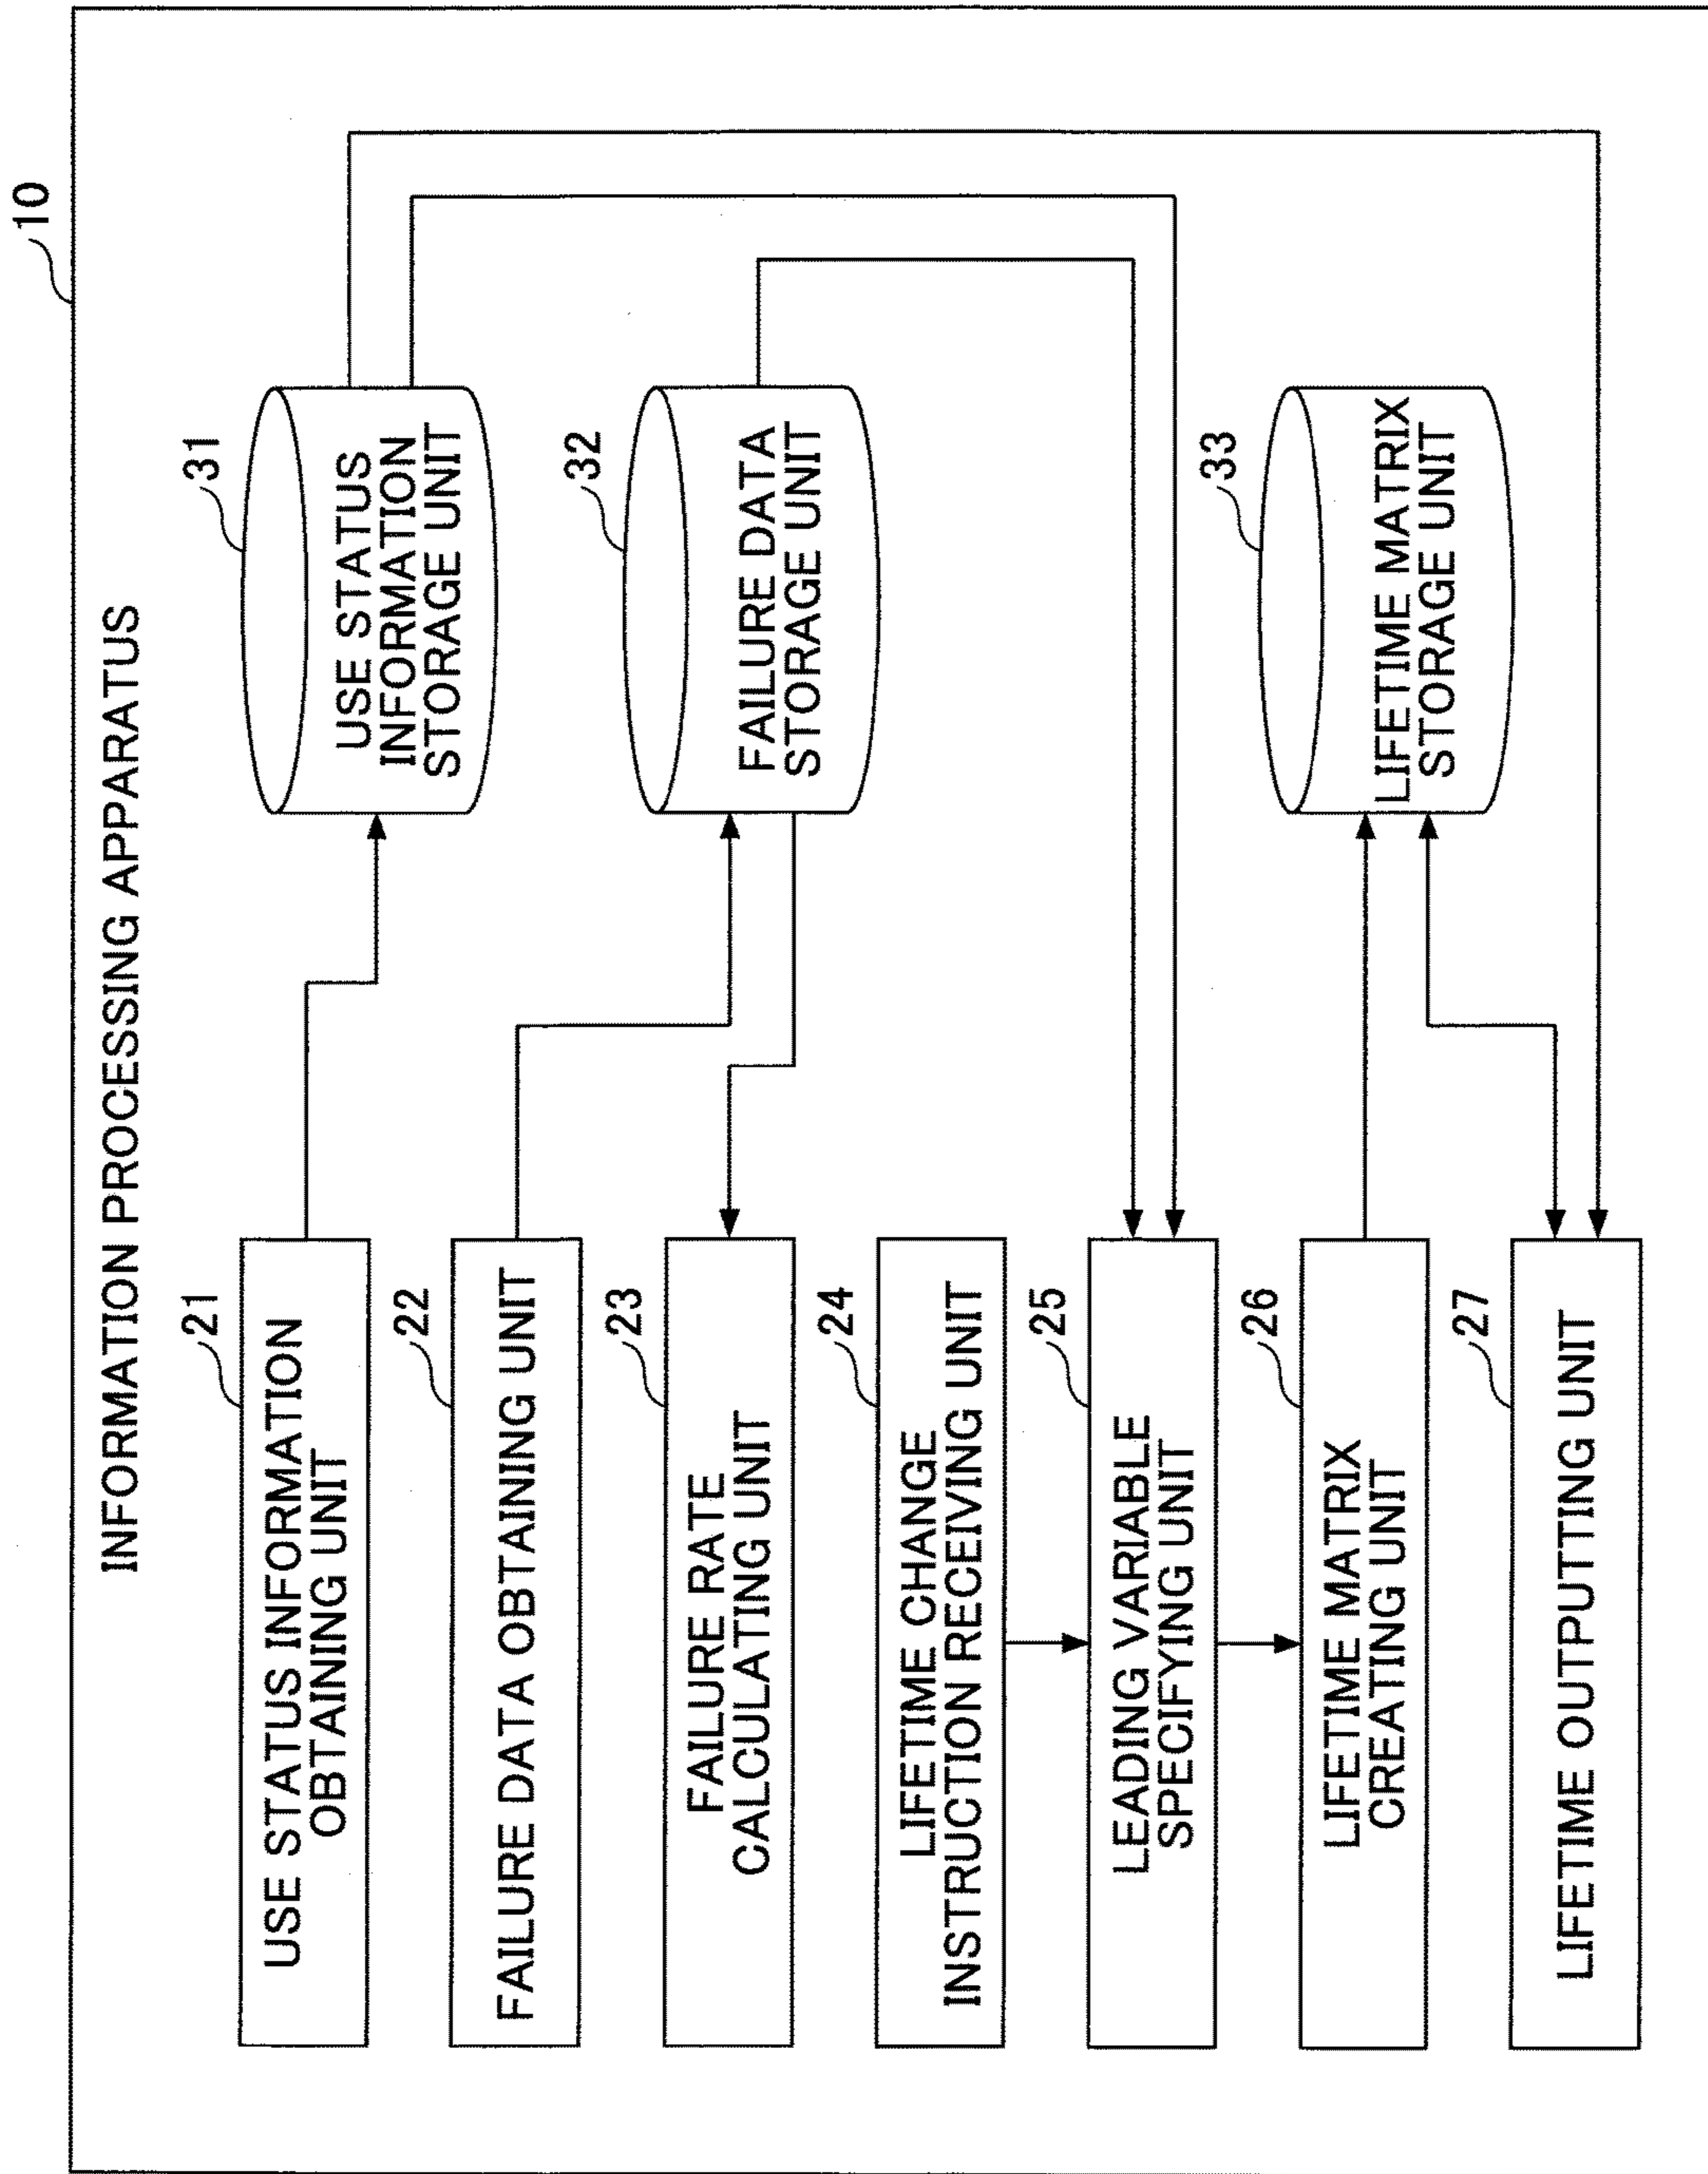 10
INFORMATION PROCESSING APPARATUS
21
USE STATUS INFORMATION
OBTAINING UNIT
22
FAILURE DATA OBTAINING UNIT
23
FAILURE RATE
CALCULATING UNIT
24
LIFETIME CHANGE
INSTRUCTION RECEIVING UNIT
25
LEADING VARIABLE
SPECIFYING UNIT
26
LIFETIME MATRIX
CREATING UNIT
27
LIFETIME OUTPUTTING UNIT
31
USE STATUS
INFORMATION
STORAGE UNIT
32
FAILURE DATA
STORAGE UNIT
33
LIFETIME MATRIX
STORAGE UNIT